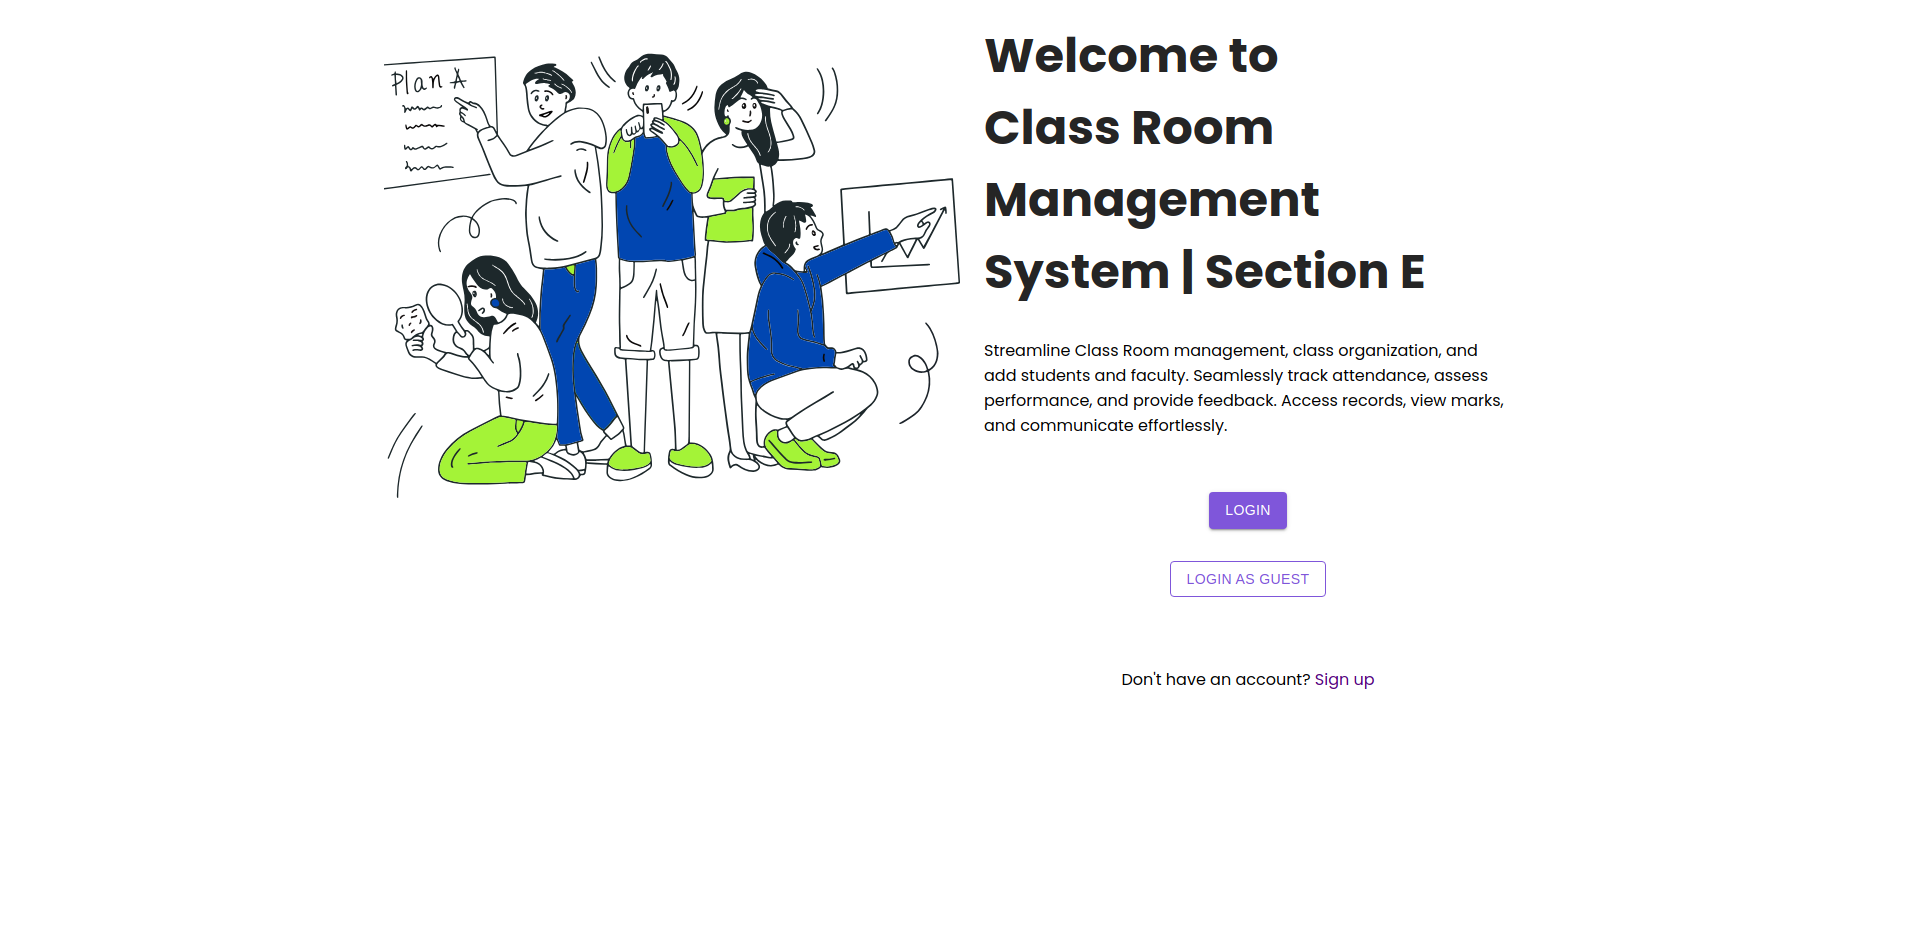 Plan A
Welcome to
Class Room
Management
System | Section E
Streamline Class Room management, class organization, and
add students and faculty. Seamlessly track attendance, assess
performance, and provide feedback. Access records, view marks,
and communicate effortlessly.
LOGIN
LOGIN AS GUEST
Don't have an account? Sign up